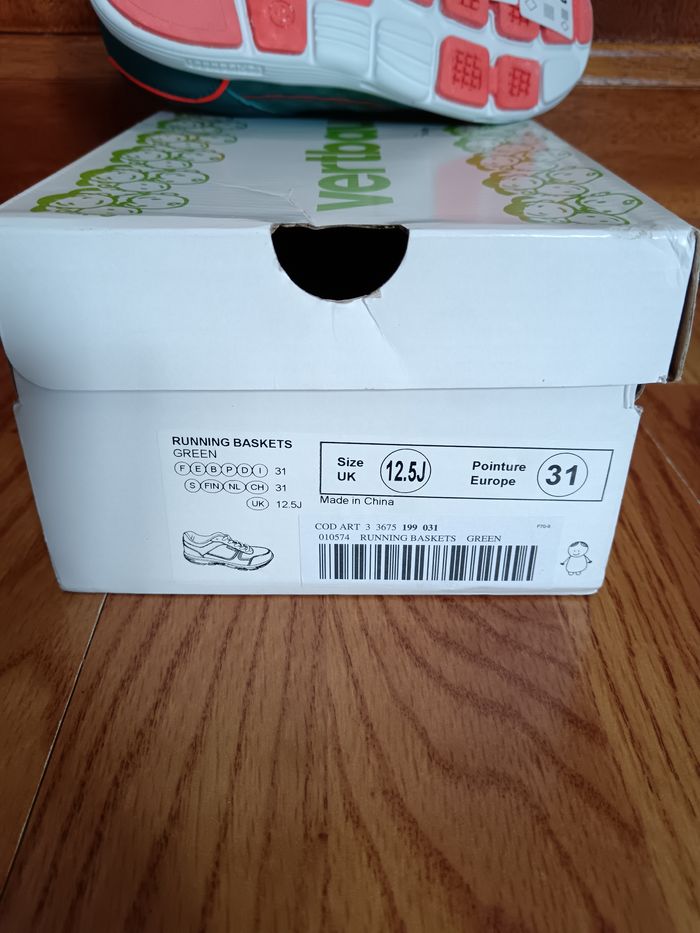 RUNNING BASKETS
GREEN
F E B P D I 31
S FIN NL CH 31
UK 12.5J
Size UK 12.5J Pointure Europe 31
Made in China
COD ART 3 3675 199 031
010574 RUNNING BASKETS GREEN